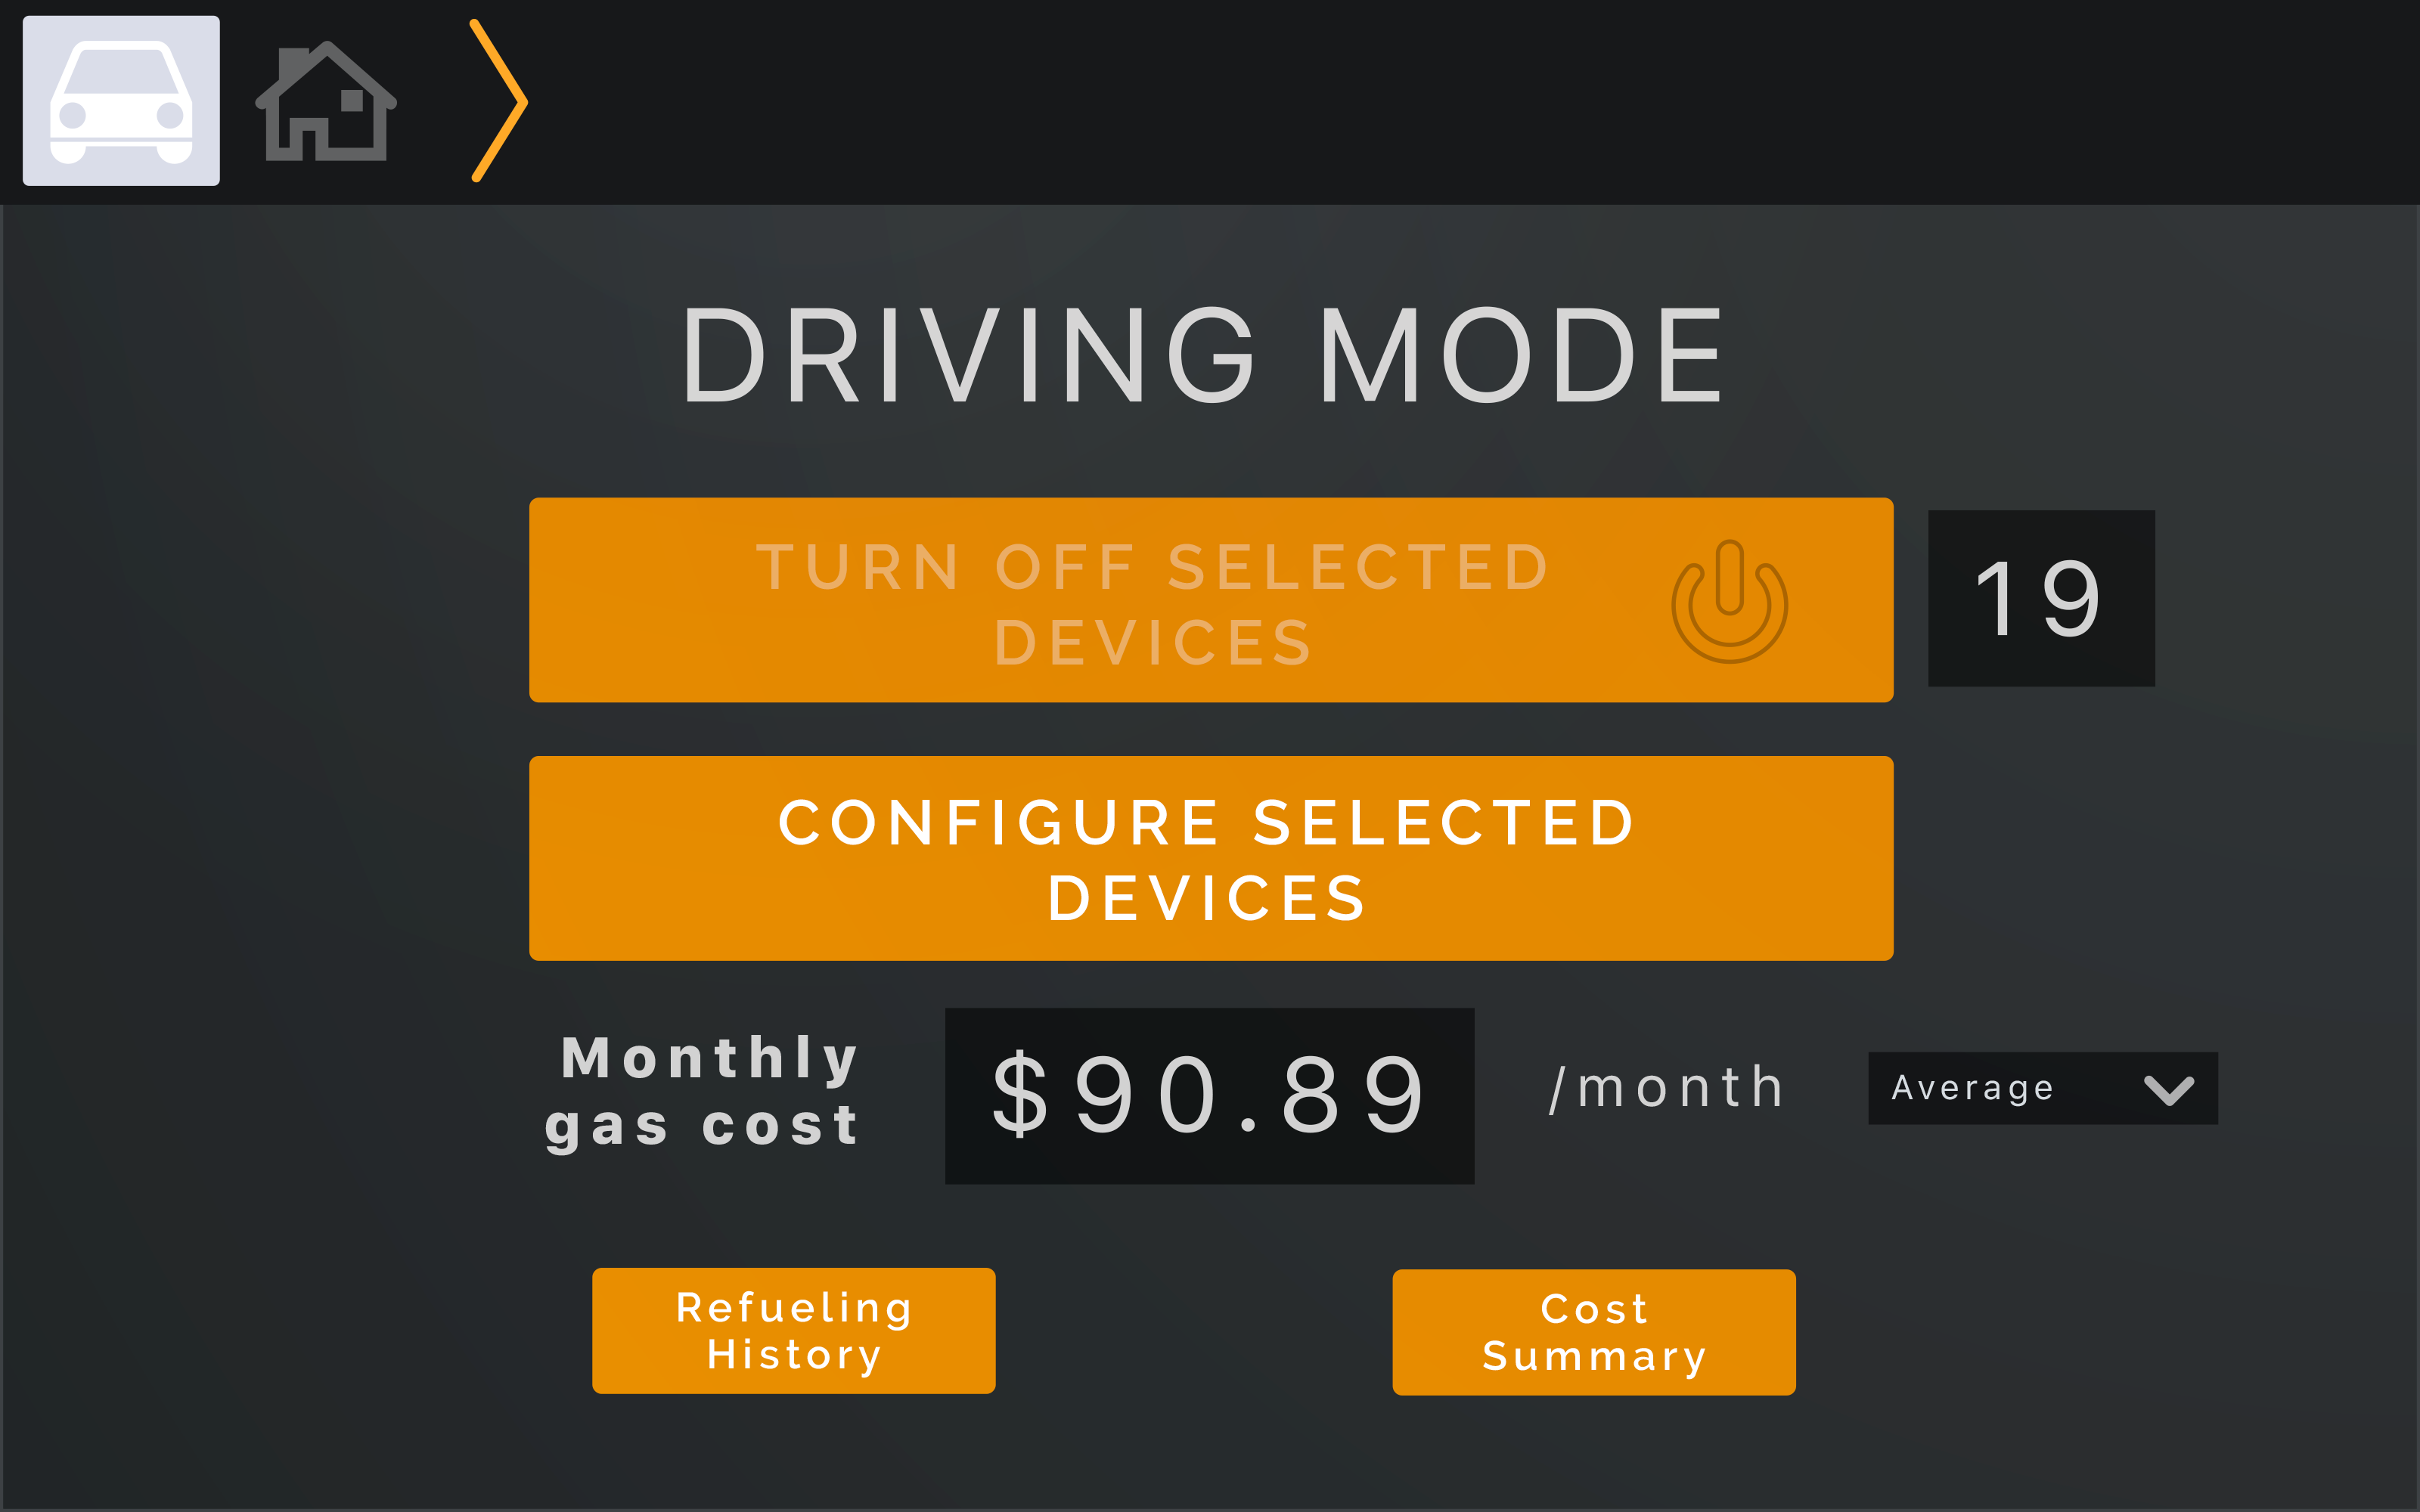 DRIVING MODE
TURN OFF SELECTED
DEVICES
19
CONFIGURE SELECTED
DEVICES
Monthly
gas cost
$90.89
/month
Average
Refueling
History
Cost
Summary